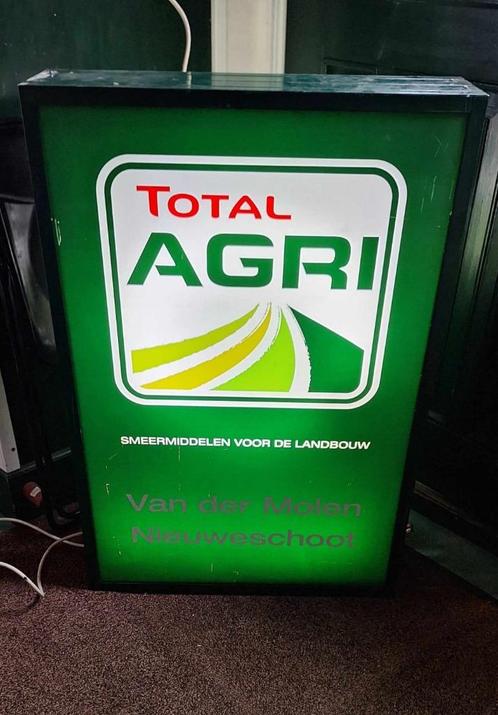 TOTAL
AGRI
SMEERMIDDELEN VOOR DE LANDBOUW
Van der Molen
Nieuweschoot